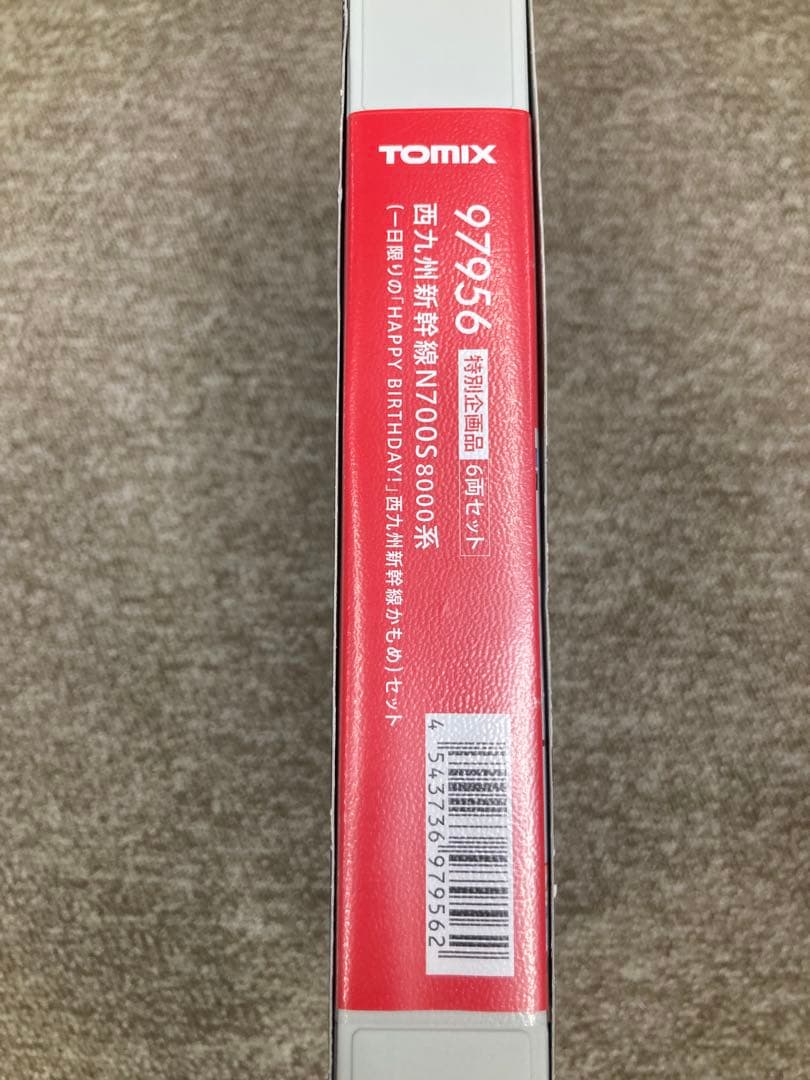 TOMIX
97956 特別企画品 6両セット
西九州新幹線N700S 8000系
(一日限りの「HAPPY BIRTHDAY!」西九州新幹線かもめ)セット
4 543736 979562